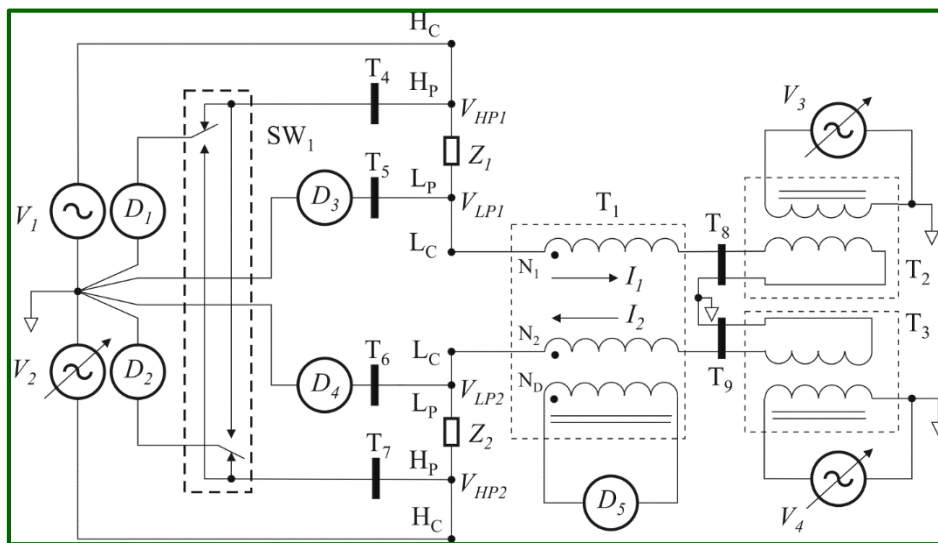 H_C
T_4
H_P
V_HP1
SW_1
Z_1
V_3
T_5
L_P
V_LP1
D_3
V_1
D_1
L_C
T_1
T_8
N_1
I_1
T_2
I_2
T_3
N_2
V_2
D_2
T_6
L_C
D_4
L_P
V_LP2
N_D
T_9
Z_2
T_7
H_P
V_HP2
D_5
V_4
H_C